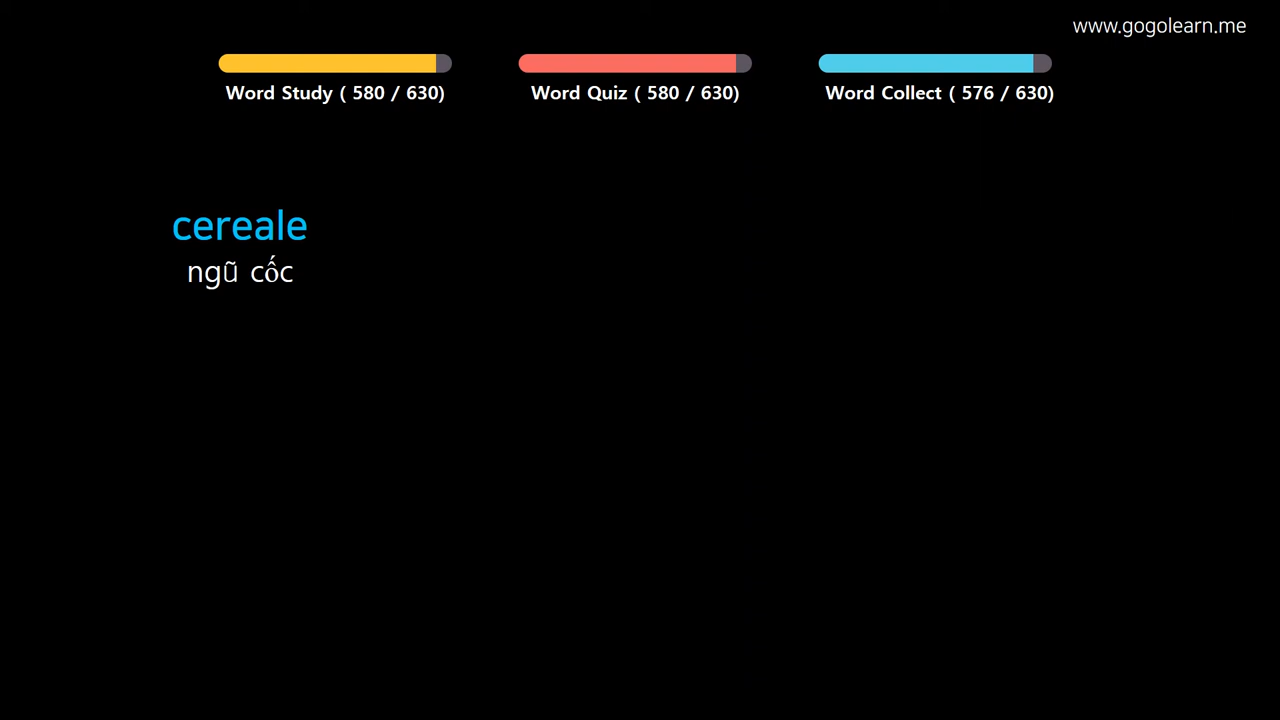 www.gogolearn.me
Word Study ( 580 / 630)
Word Quiz ( 580 / 630)
Word Collect ( 576 / 630)
cereale
ngũ cốc